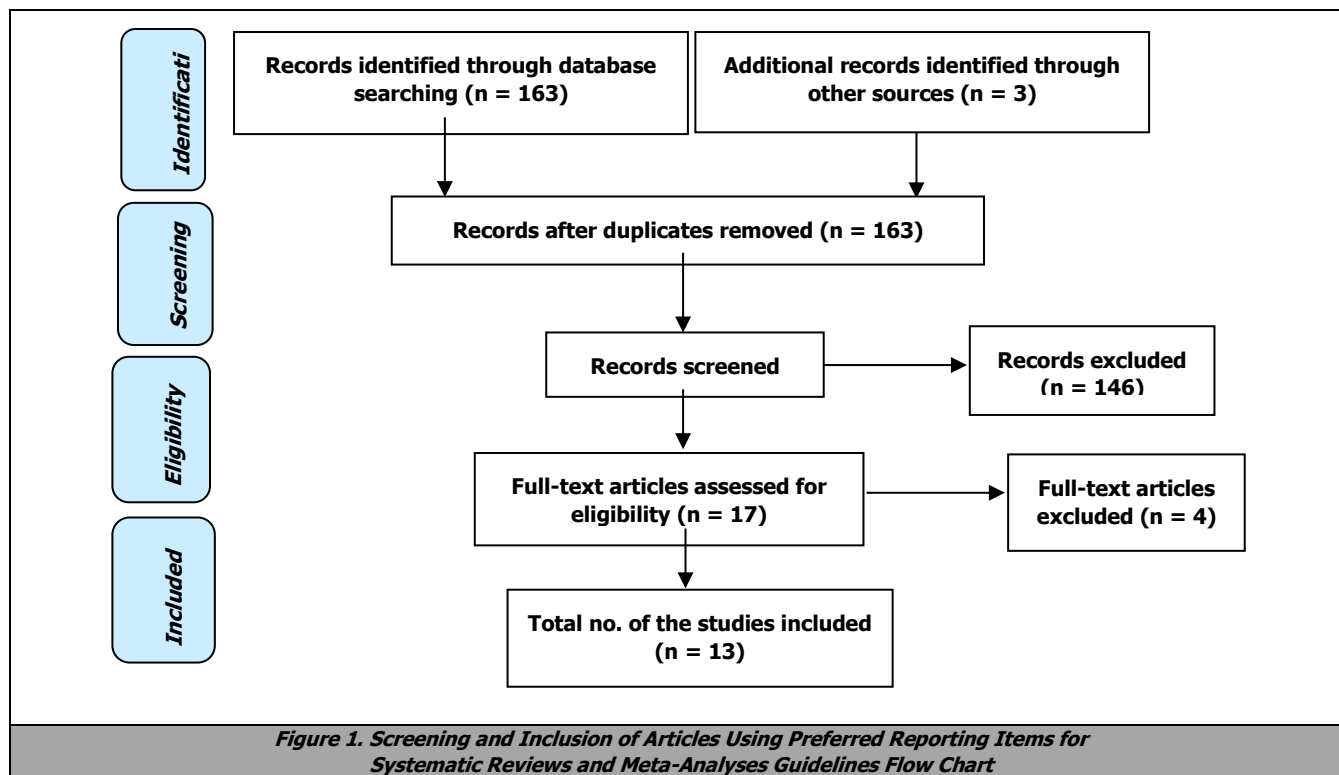 Identificati
Records identified through database
searching (n = 163)
Additional records identified through
other sources (n = 3)
Screening
Records after duplicates removed (n = 163)
Records screened
Records excluded
(n = 146)
Eligibility
Full-text articles assessed for
eligibility (n = 17)
Full-text articles
excluded (n = 4)
Included
Total no. of the studies included
(n = 13)
Figure 1. Screening and Inclusion of Articles Using Preferred Reporting Items for
Systematic Reviews and Meta-Analyses Guidelines Flow Chart